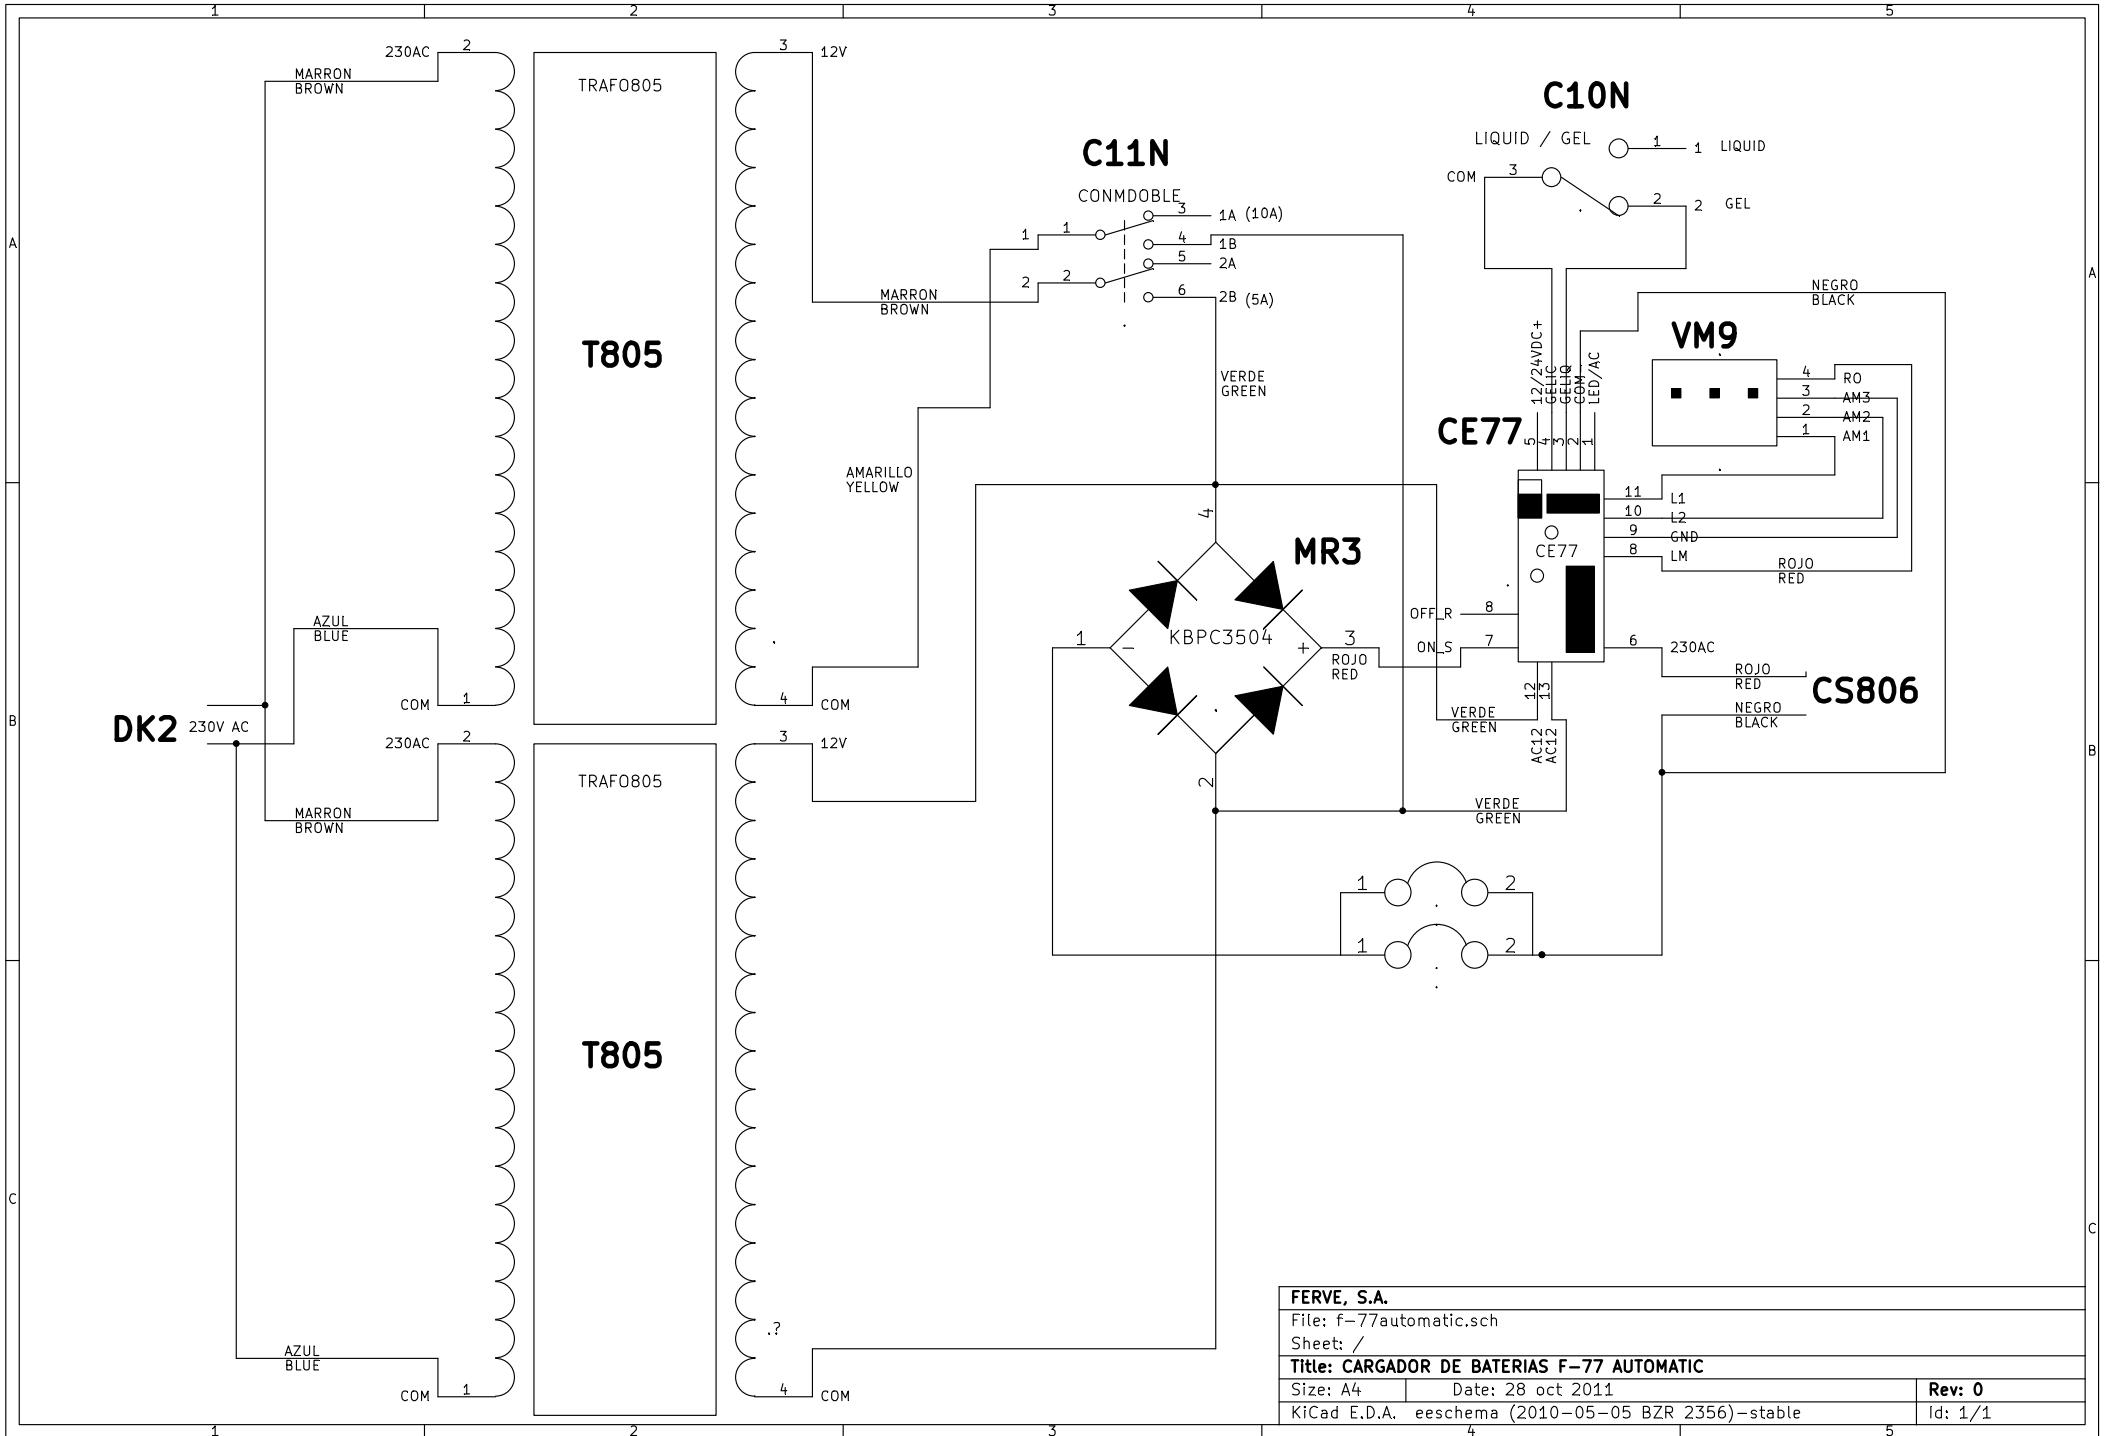 1 2 3 4 5
A
B
C
A
B
C
1 2 3 4 5
230AC 2
MARRON
BROWN
TRAFO805
T805
3 12V
AZUL
BLUE
COM 1
4 COM
DK2 230V AC
230AC 2
MARRON
BROWN
TRAFO805
T805
3 12V
AZUL
BLUE
COM 1
.?
4 COM
MARRON
BROWN
AMARILLO
YELLOW
C11N
CONMDOBLE
1 1
2 2
3 1A (10A)
4 1B
5 2A
6 2B (5A)
VERDE
GREEN
C10N
LIQUID / GEL
1 1 LIQUID
COM 3
2 2 GEL
NEGRO
BLACK
VM9
4 RO
3 AM3
2 AM2
1 AM1
12/24VDC+
GELIC
GELIQ
COM-
LED/AC
5
4
3
2
1
CE77
CE77
11 L1
10 L2
9 GND
8 LM
ROJO
RED
OFF_R 8
ON_S 7
6 230AC
ROJO
RED
CS806
NEGRO
BLACK
12
13
AC12
AC12
VERDE
GREEN
VERDE
GREEN
MR3
KBPC3504
4
1 -
+ 3
2
ROJO
RED
1 2
1 2
FERVE, S.A.
File: f-77automatic.sch
Sheet: /
Title: CARGADOR DE BATERIAS F-77 AUTOMATIC
Size: A4 Date: 28 oct 2011 Rev: 0
KiCad E.D.A. eeschema (2010-05-05 BZR 2356)-stable Id: 1/1